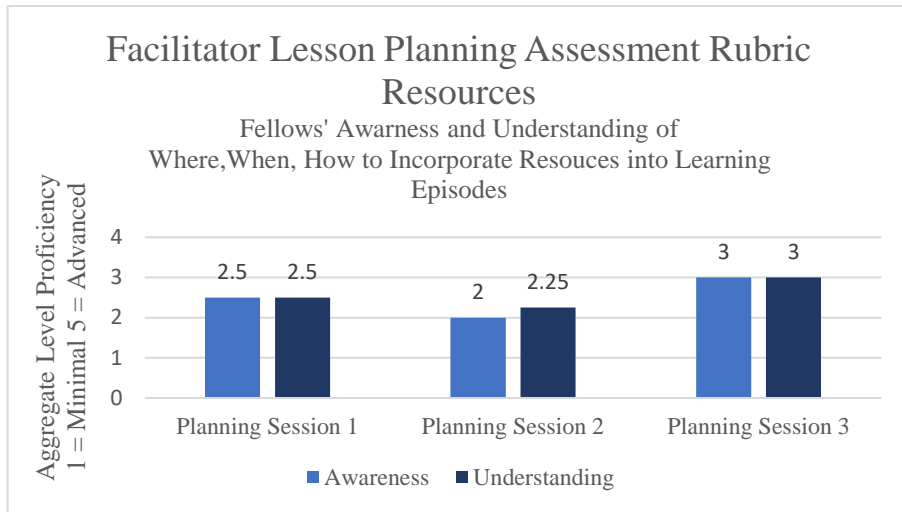 Facilitator Lesson Planning Assessment Rubric
Resources
Fellows' Awarness and Understanding of
Where,When, How to Incorporate Resouces into Learning
Episodes
Aggregate Level Proficiency
1 = Minimal 5 = Advanced
4
3
2
1
0
2.5
2.5
2
2.25
3
3
Planning Session 1
Planning Session 2
Planning Session 3
Awareness
Understanding